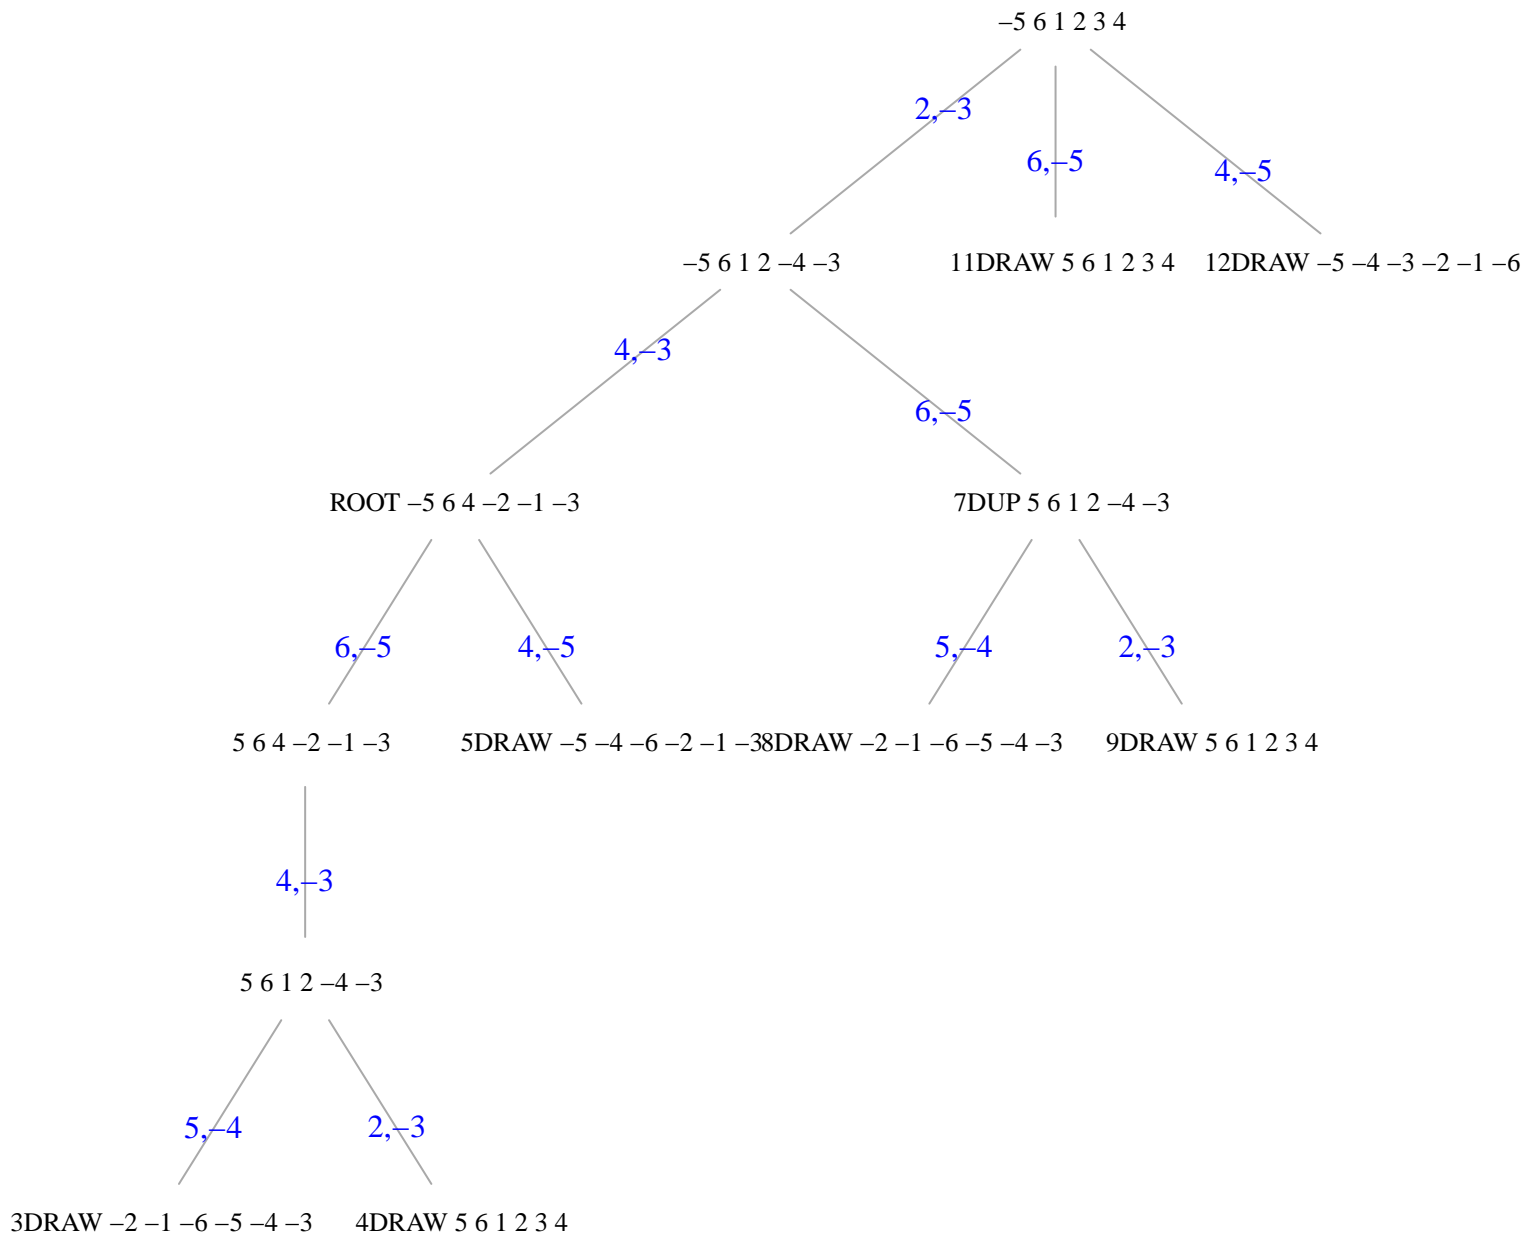 –5 6 1 2 3 4
2,–3
6,–5
4,–5
–5 6 1 2 –4 –3
11DRAW 5 6 1 2 3 4
12DRAW –5 –4 –3 –2 –1 –6
4,–3
6,–5
ROOT –5 6 4 –2 –1 –3
7DUP 5 6 1 2 –4 –3
6,–5
4,–5
5,–4
2,–3
5 6 4 –2 –1 –3
5DRAW –5 –4 –6 –2 –1 –3
8DRAW –2 –1 –6 –5 –4 –3
9DRAW 5 6 1 2 3 4
4,–3
5 6 1 2 –4 –3
5,–4
2,–3
3DRAW –2 –1 –6 –5 –4 –3
4DRAW 5 6 1 2 3 4